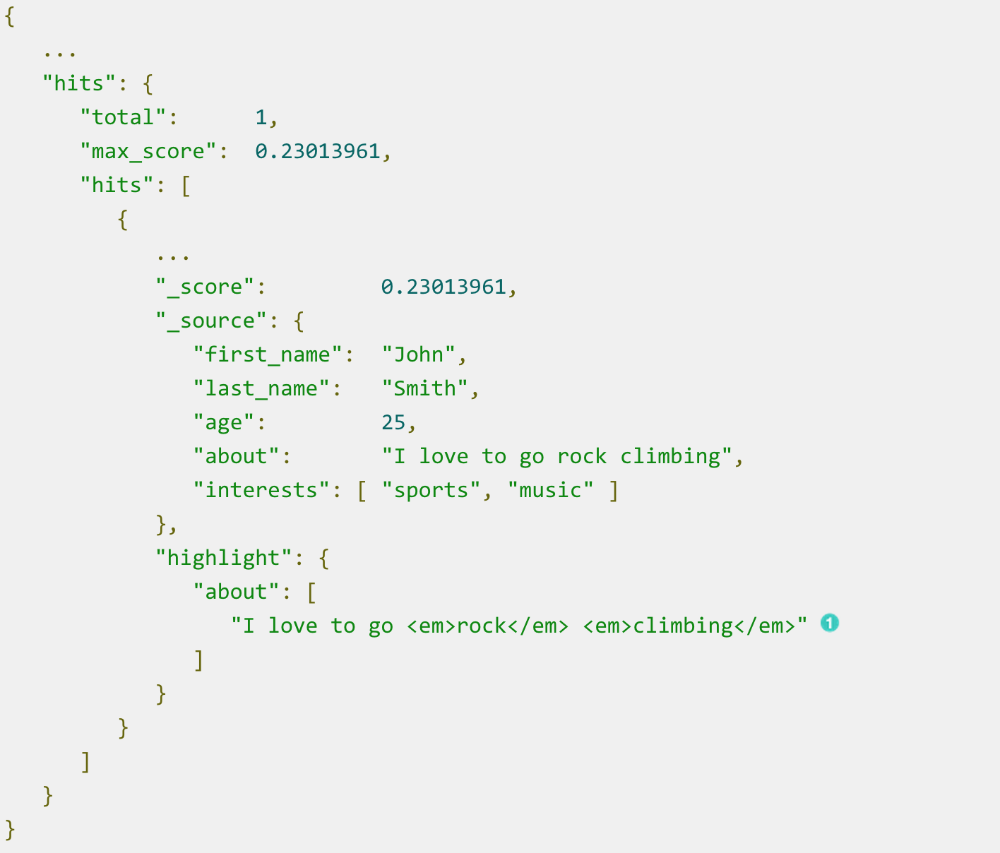 {
   ...
   "hits": {
      "total":      1,
      "max_score":  0.23013961,
      "hits": [
         {
            ...
            "_score":         0.23013961,
            "_source": {
               "first_name":  "John",
               "last_name":   "Smith",
               "age":         25,
               "about":       "I love to go rock climbing",
               "interests": [ "sports", "music" ]
            },
            "highlight": {
               "about": [
                  "I love to go <em>rock</em> <em>climbing</em>" 1
               ]
            }
         }
      ]
   }
}